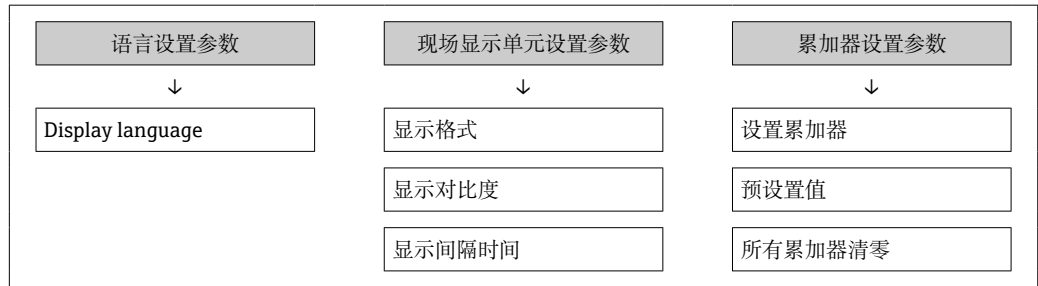 语言设置参数
↓
Display language
现场显示单元设置参数
↓
显示格式
显示对比度
显示间隔时间
累加器设置参数
↓
设置累加器
预设置值
所有累加器清零